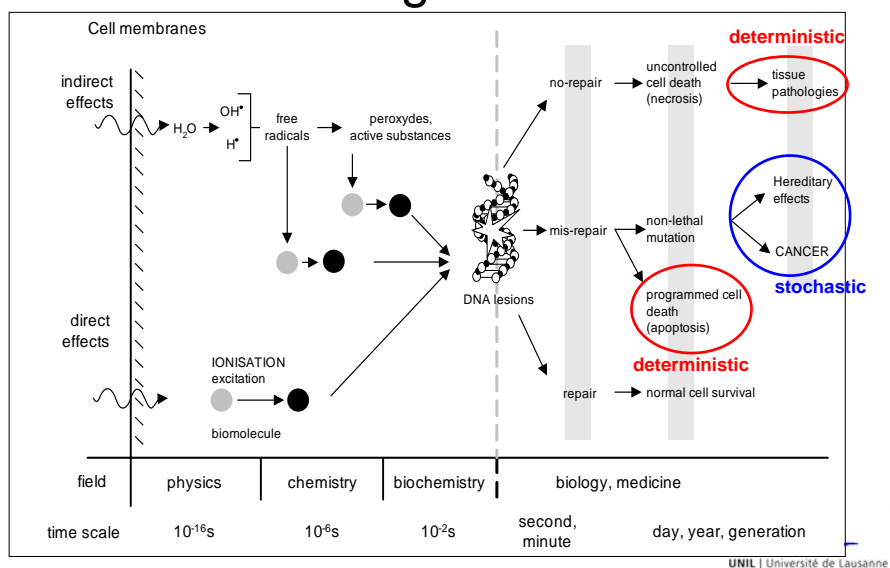 Cell membranes
deterministic
indirect
effects
H2O
OH•
H•
free
radicals
peroxydes,
active substances
no-repair
uncontrolled
cell death
(necrosis)
tissue
pathologies
mis-repair
non-lethal
mutation
Hereditary
effects
CANCER
stochastic
DNA lesions
programmed cell
death
(apoptosis)
deterministic
direct
effects
IONISATION
excitation
biomolecule
repair
normal cell survival
field
physics
chemistry
biochemistry
biology, medicine
time scale
10-16s
10-6s
10-2s
second,
minute
day, year, generation
UNIL | Université de Lausanne